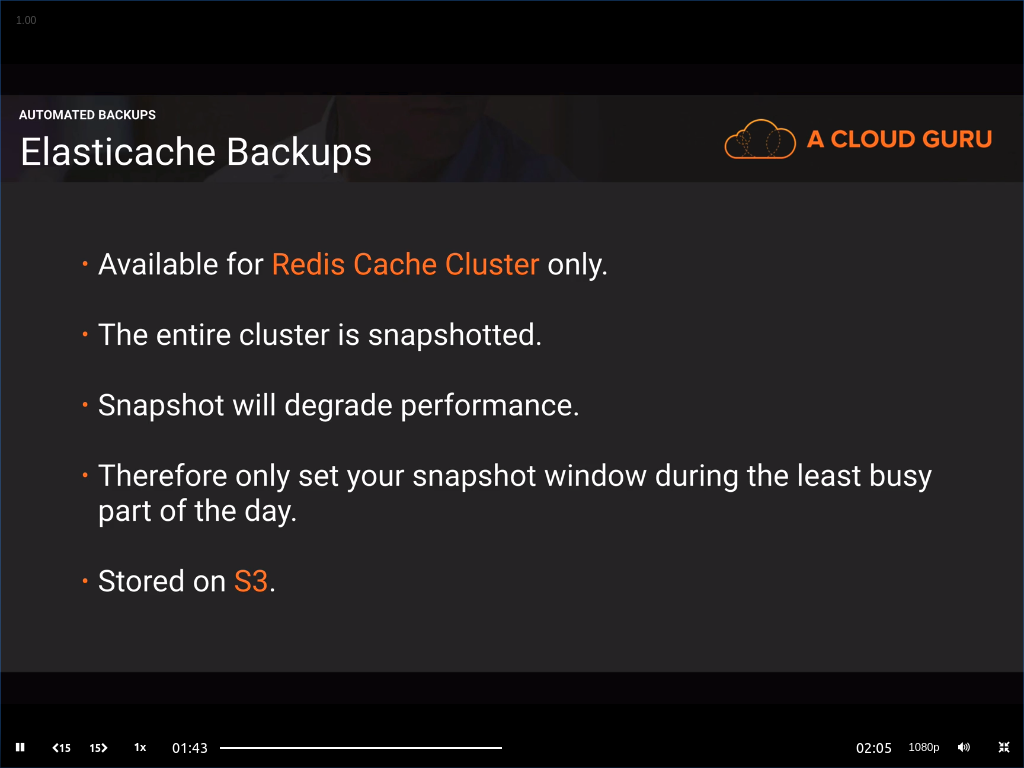 1.00
AUTOMATED BACKUPS
Elasticache Backups
A CLOUD GURU
· Available for Redis Cache Cluster only.
· The entire cluster is snapshotted.
· Snapshot will degrade performance.
· Therefore only set your snapshot window during the least busy
part of the day.
· Stored on S3.
15 15 1x 01:43 02:05 1080p